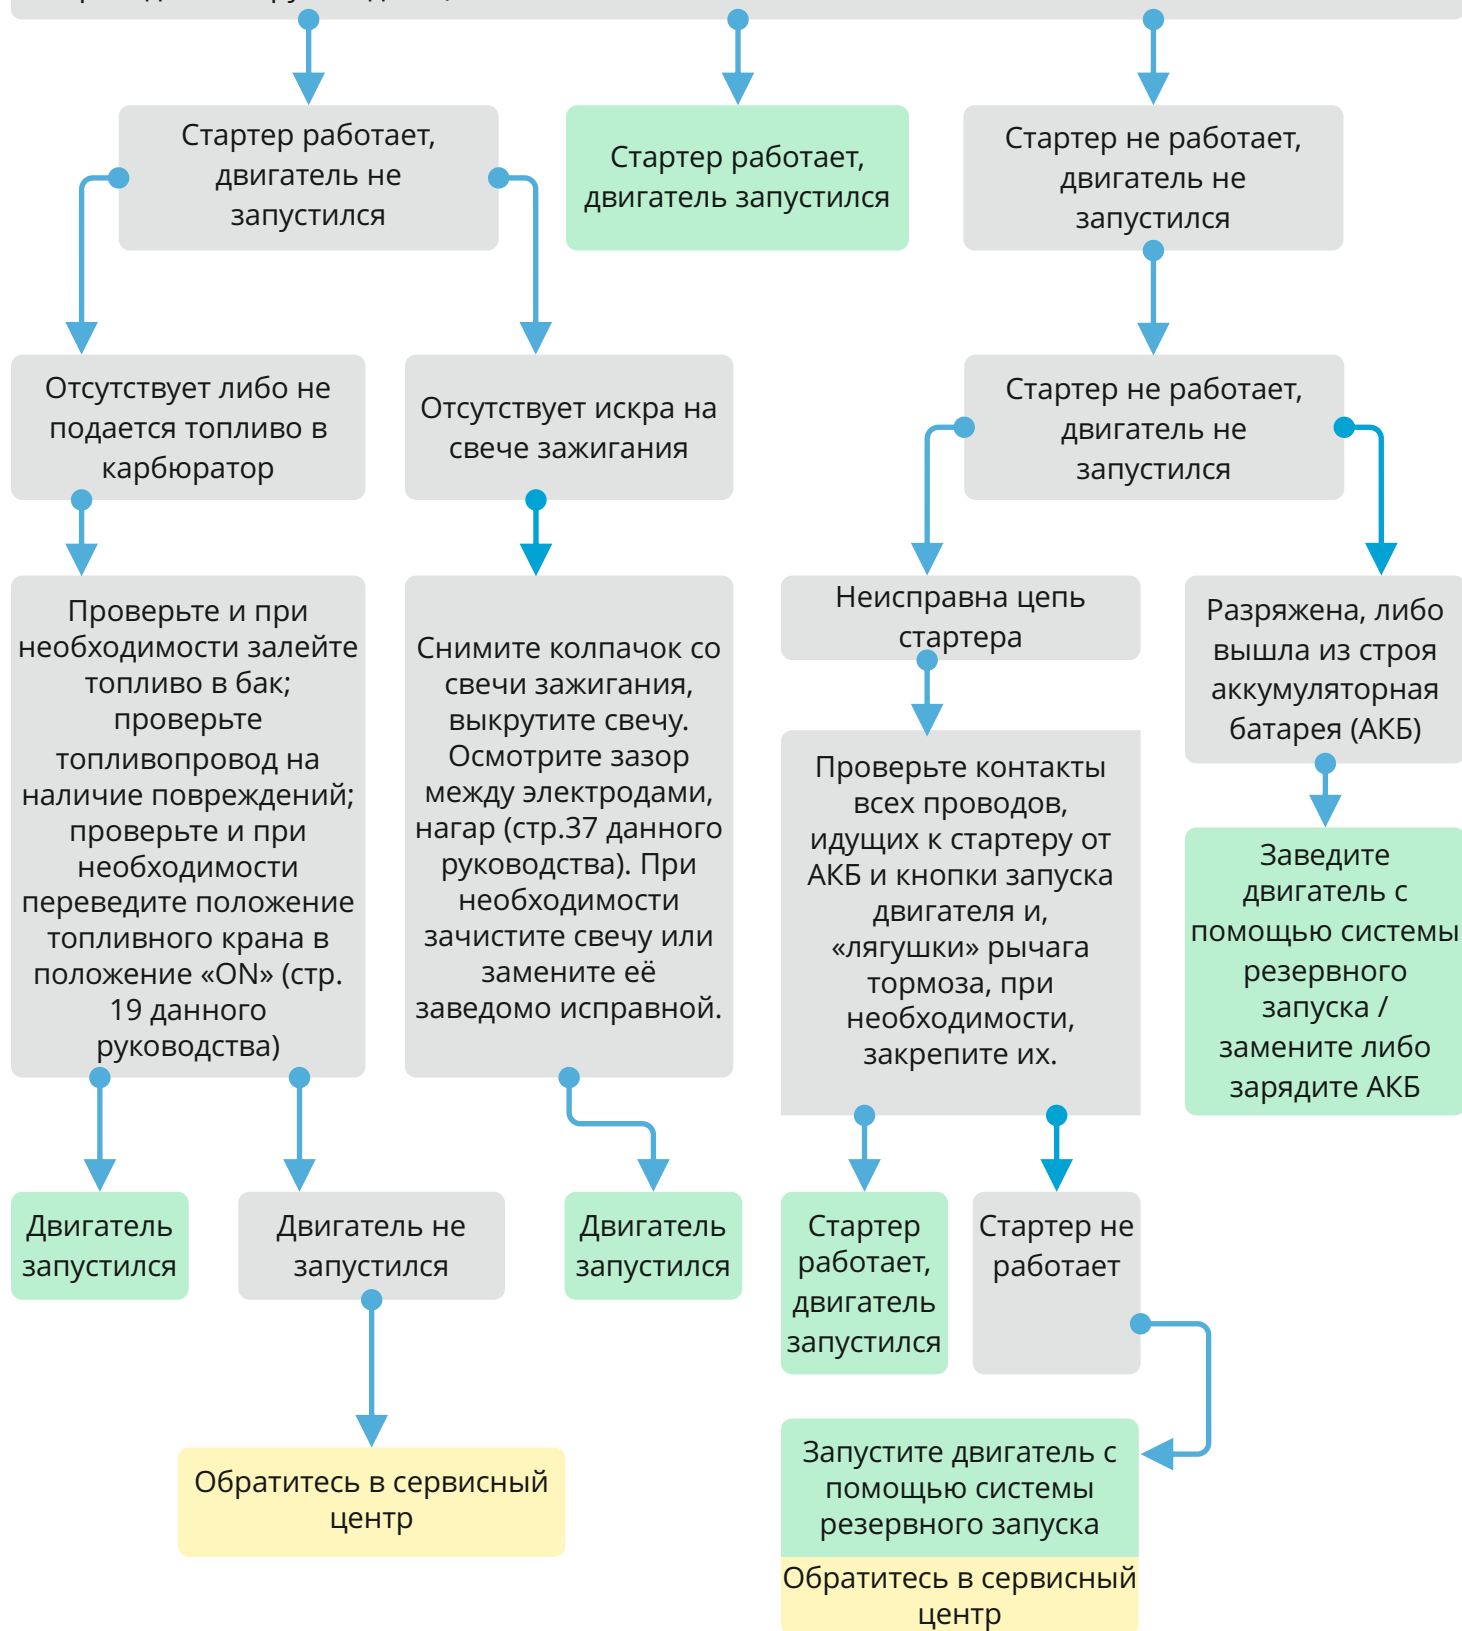 Стартер работает,
двигатель не
запустился
Стартер работает,
двигатель запустился
Стартер не работает,
двигатель не
запустился
Отсутствует либо не
подается топливо в
карбюратор
Отсутствует искра на
свече зажигания
Стартер не работает,
двигатель не
запустился
Проверьте и при
необходимости залейте
топливо в бак;
проверьте
топливопровод на
наличие повреждений;
проверьте и при
необходимости
переведите положение
топливного крана в
положение «ON» (стр.
19 данного
руководства)
Снимите колпачок со
свечи зажигания,
выкрутите свечу.
Осмотрите зазор
между электродами,
нагар (стр.37 данного
руководства). При
необходимости
зачистите свечу или
замените её
заведомо исправной.
Неисправна цепь
стартера
Разряжена, либо
вышла из строя
аккумуляторная
батарея (АКБ)
Проверьте контакты
всех проводов,
идущих к стартеру от
АКБ и кнопки запуска
двигателя и,
«лягушки» рычага
тормоза, при
необходимости,
закрепите их.
Заведите
двигатель с
помощью системы
резервного
запуска /
замените либо
зарядите АКБ
Двигатель
запустился
Двигатель не
запустился
Двигатель
запустился
Стартер
работает,
двигатель
запустился
Стартер не
работает
Обратитесь в сервисный
центр
Запустите двигатель с
помощью системы
резервного запуска
Обратитесь в сервисный
центр